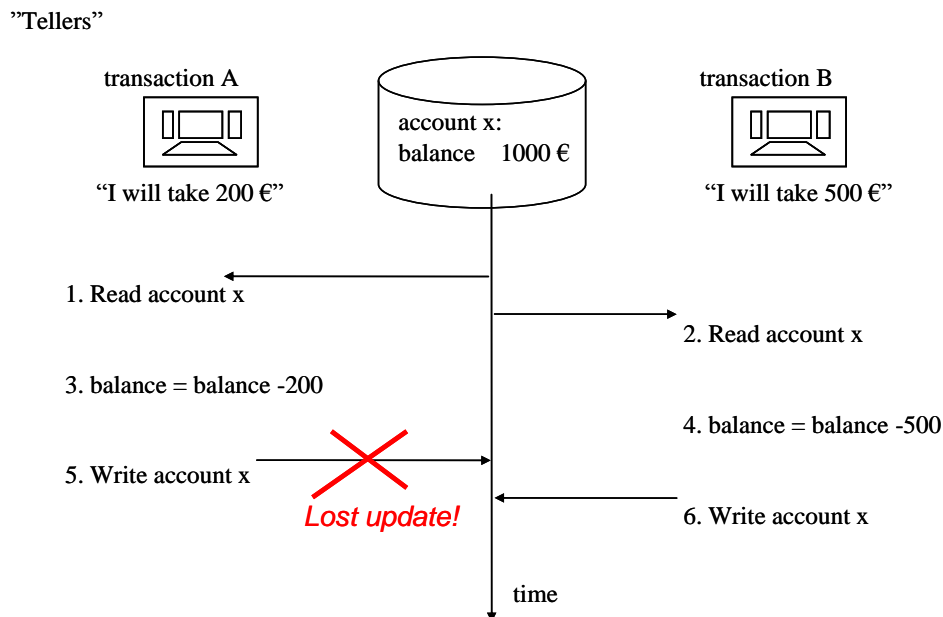 ”Tellers”
transaction A
transaction B
account x:
balance 1000 €
“I will take 200 €”
“I will take 500 €”
1. Read account x
2. Read account x
3. balance = balance -200
4. balance = balance -500
5. Write account x
Lost update!
6. Write account x
time